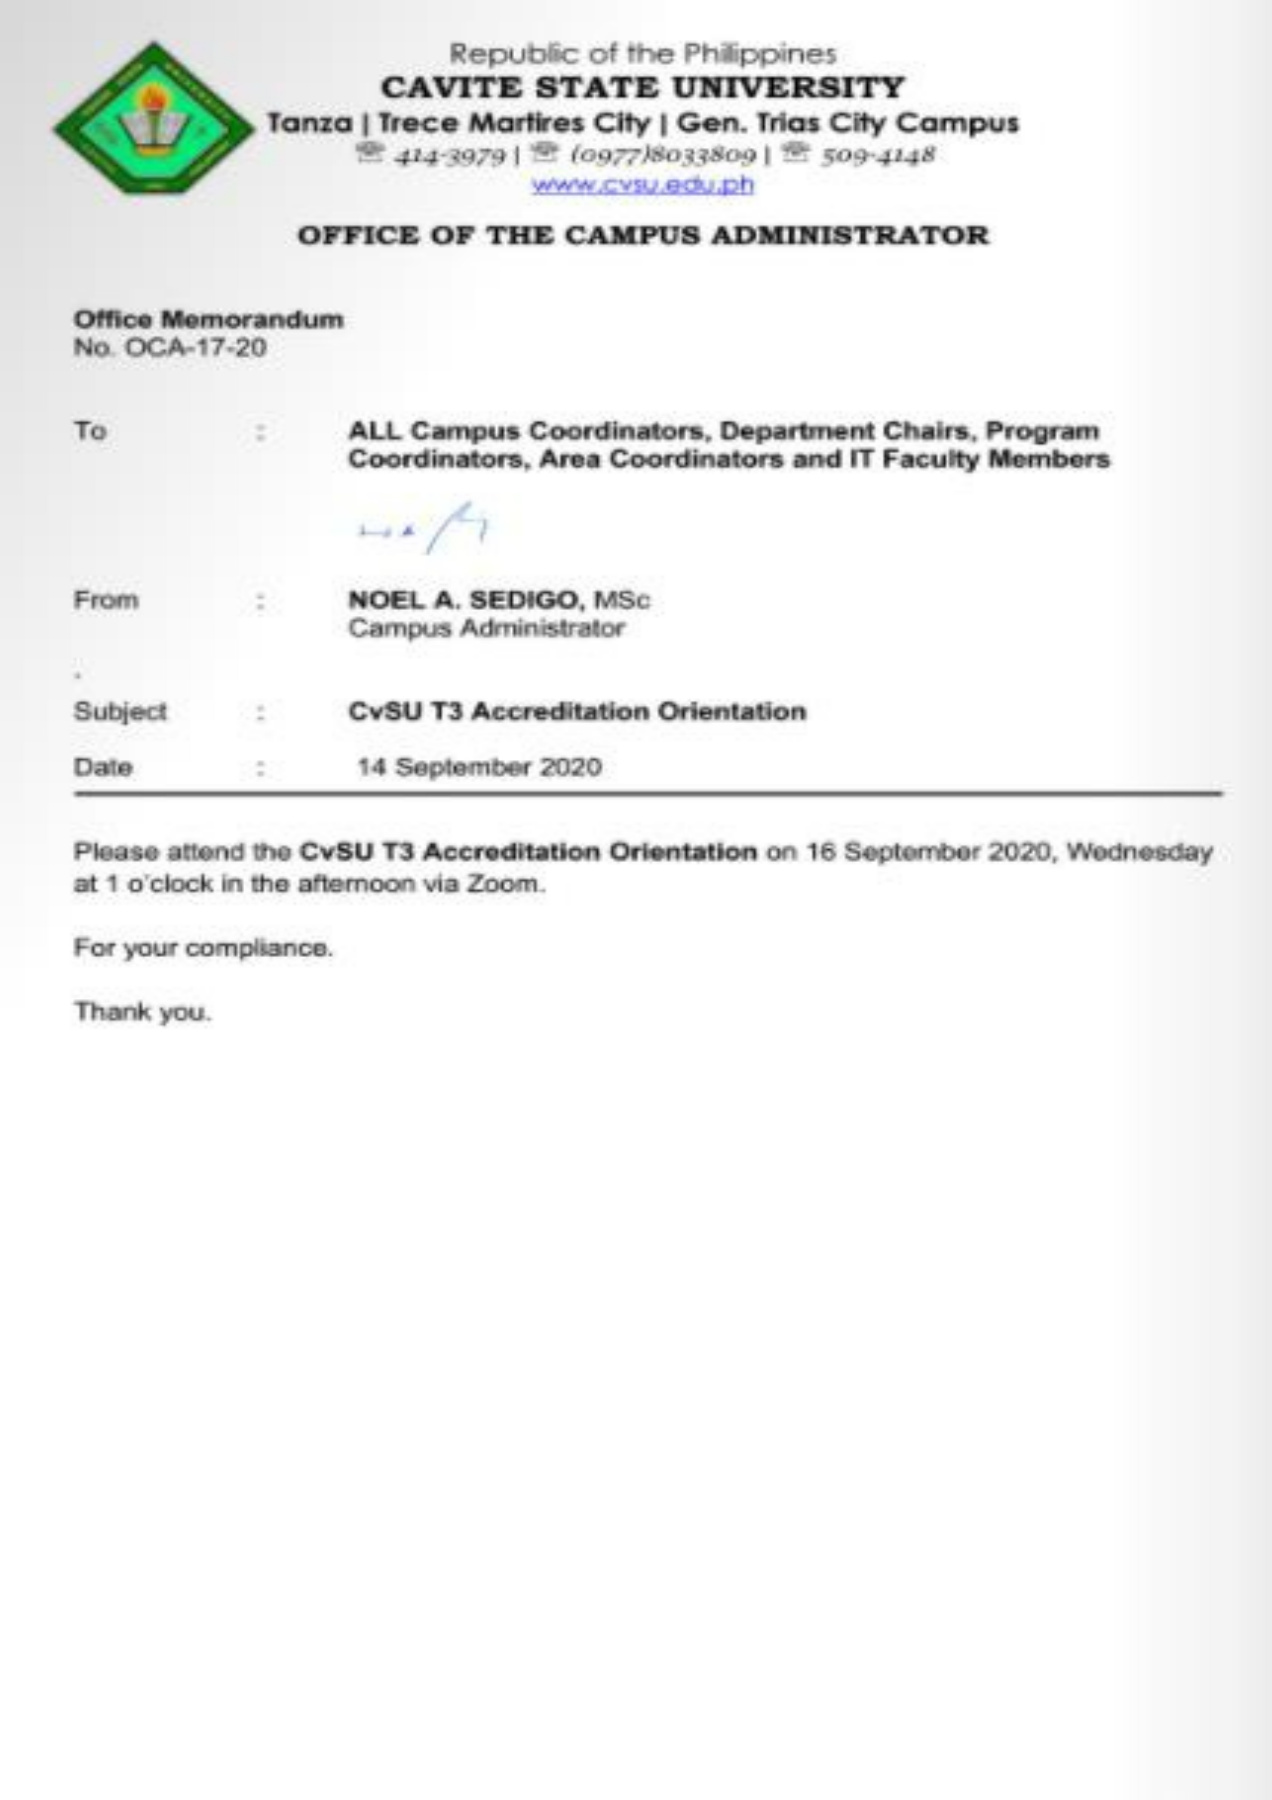 Republic of the Philippines
CAVITE STATE UNIVERSITY
Tanza | Trece Martires City | Gen. Trias City Campus
☏ 414-3979 | ☏ (0977)8033809 | ☏ 509-4148
www.cvsu.edu.ph
OFFICE OF THE CAMPUS ADMINISTRATOR
Office Memorandum
No. OCA-17-20
To : ALL Campus Coordinators, Department Chairs, Program
Coordinators, Area Coordinators and IT Faculty Members
From : NOEL A. SEDIGO, MSc
Campus Administrator
.
Subject : CvSU T3 Accreditation Orientation
Date : 14 September 2020
Please attend the CvSU T3 Accreditation Orientation on 16 September 2020, Wednesday
at 1 o'clock in the afternoon via Zoom.
For your compliance.
Thank you.